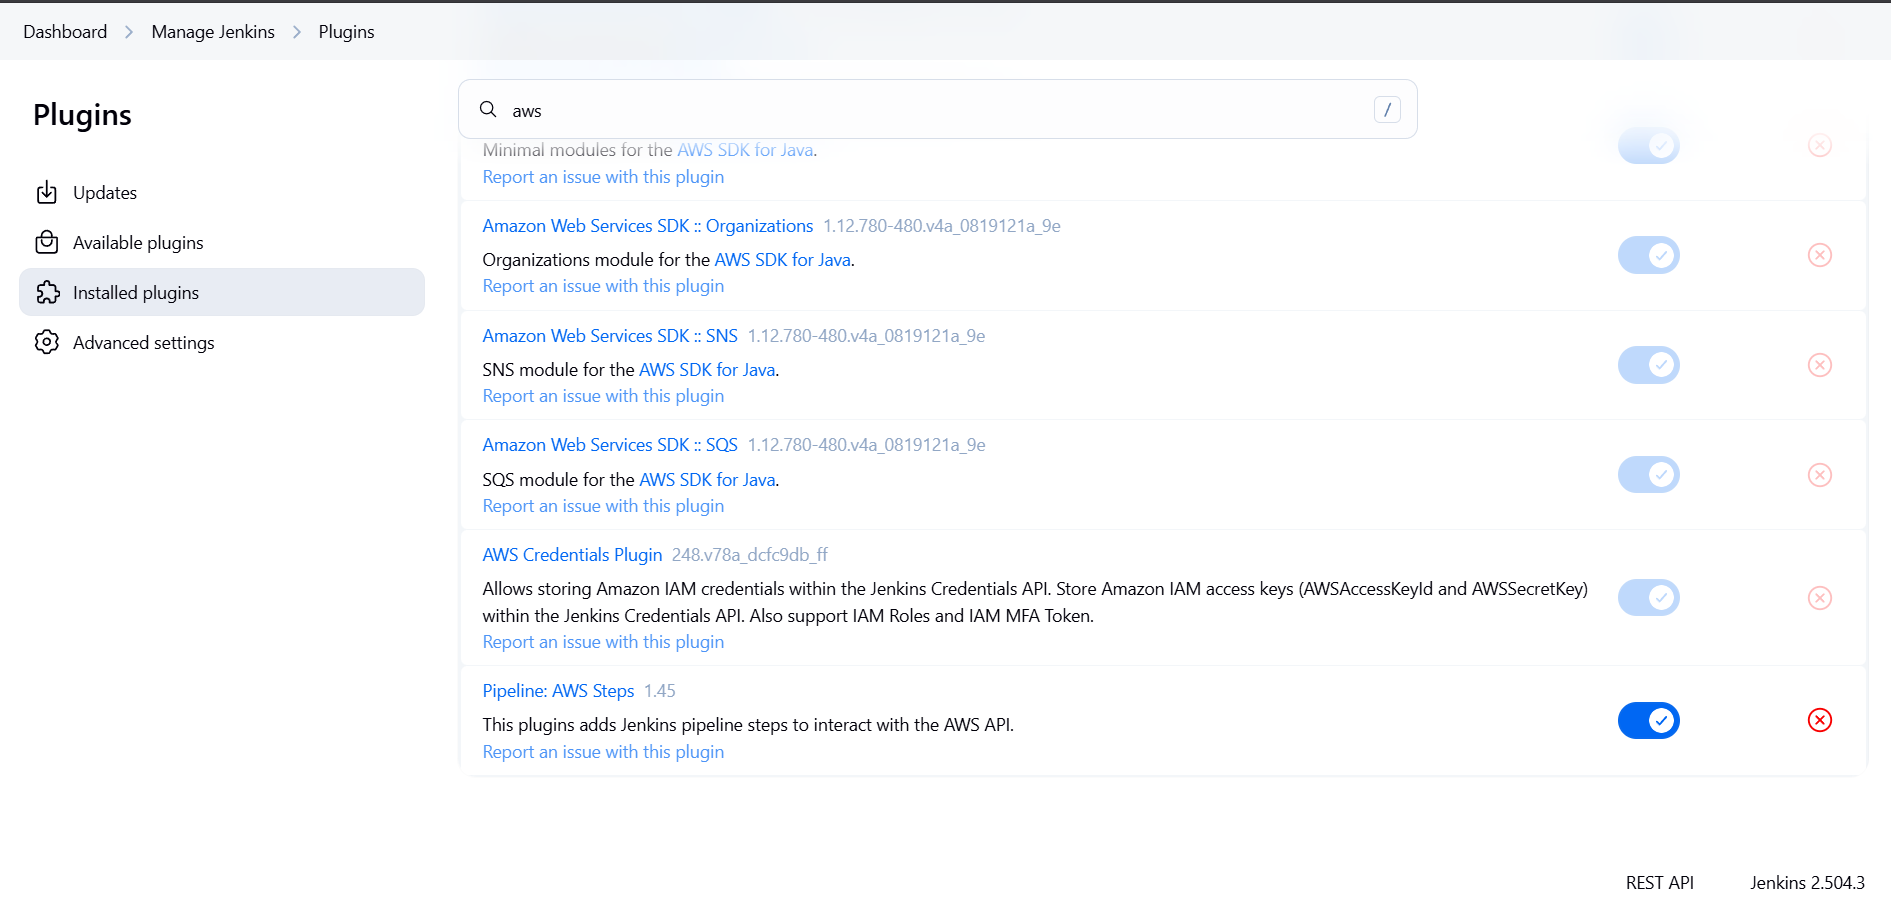 Dashboard > Manage Jenkins > Plugins
Plugins
Updates
Available plugins
Installed plugins
Advanced settings
aws /
Minimal modules for the AWS SDK for Java.
Report an issue with this plugin
Amazon Web Services SDK :: Organizations 1.12.780-480.v4a_0819121a_9e
Organizations module for the AWS SDK for Java.
Report an issue with this plugin
Amazon Web Services SDK :: SNS 1.12.780-480.v4a_0819121a_9e
SNS module for the AWS SDK for Java.
Report an issue with this plugin
Amazon Web Services SDK :: SQS 1.12.780-480.v4a_0819121a_9e
SQS module for the AWS SDK for Java.
Report an issue with this plugin
AWS Credentials Plugin 248.v78a_dcfc9db_ff
Allows storing Amazon IAM credentials within the Jenkins Credentials API. Store Amazon IAM access keys (AWSAccessKeyId and AWSSecretKey)
within the Jenkins Credentials API. Also support IAM Roles and IAM MFA Token.
Report an issue with this plugin
Pipeline: AWS Steps 1.45
This plugins adds Jenkins pipeline steps to interact with the AWS API.
Report an issue with this plugin
REST API Jenkins 2.504.3